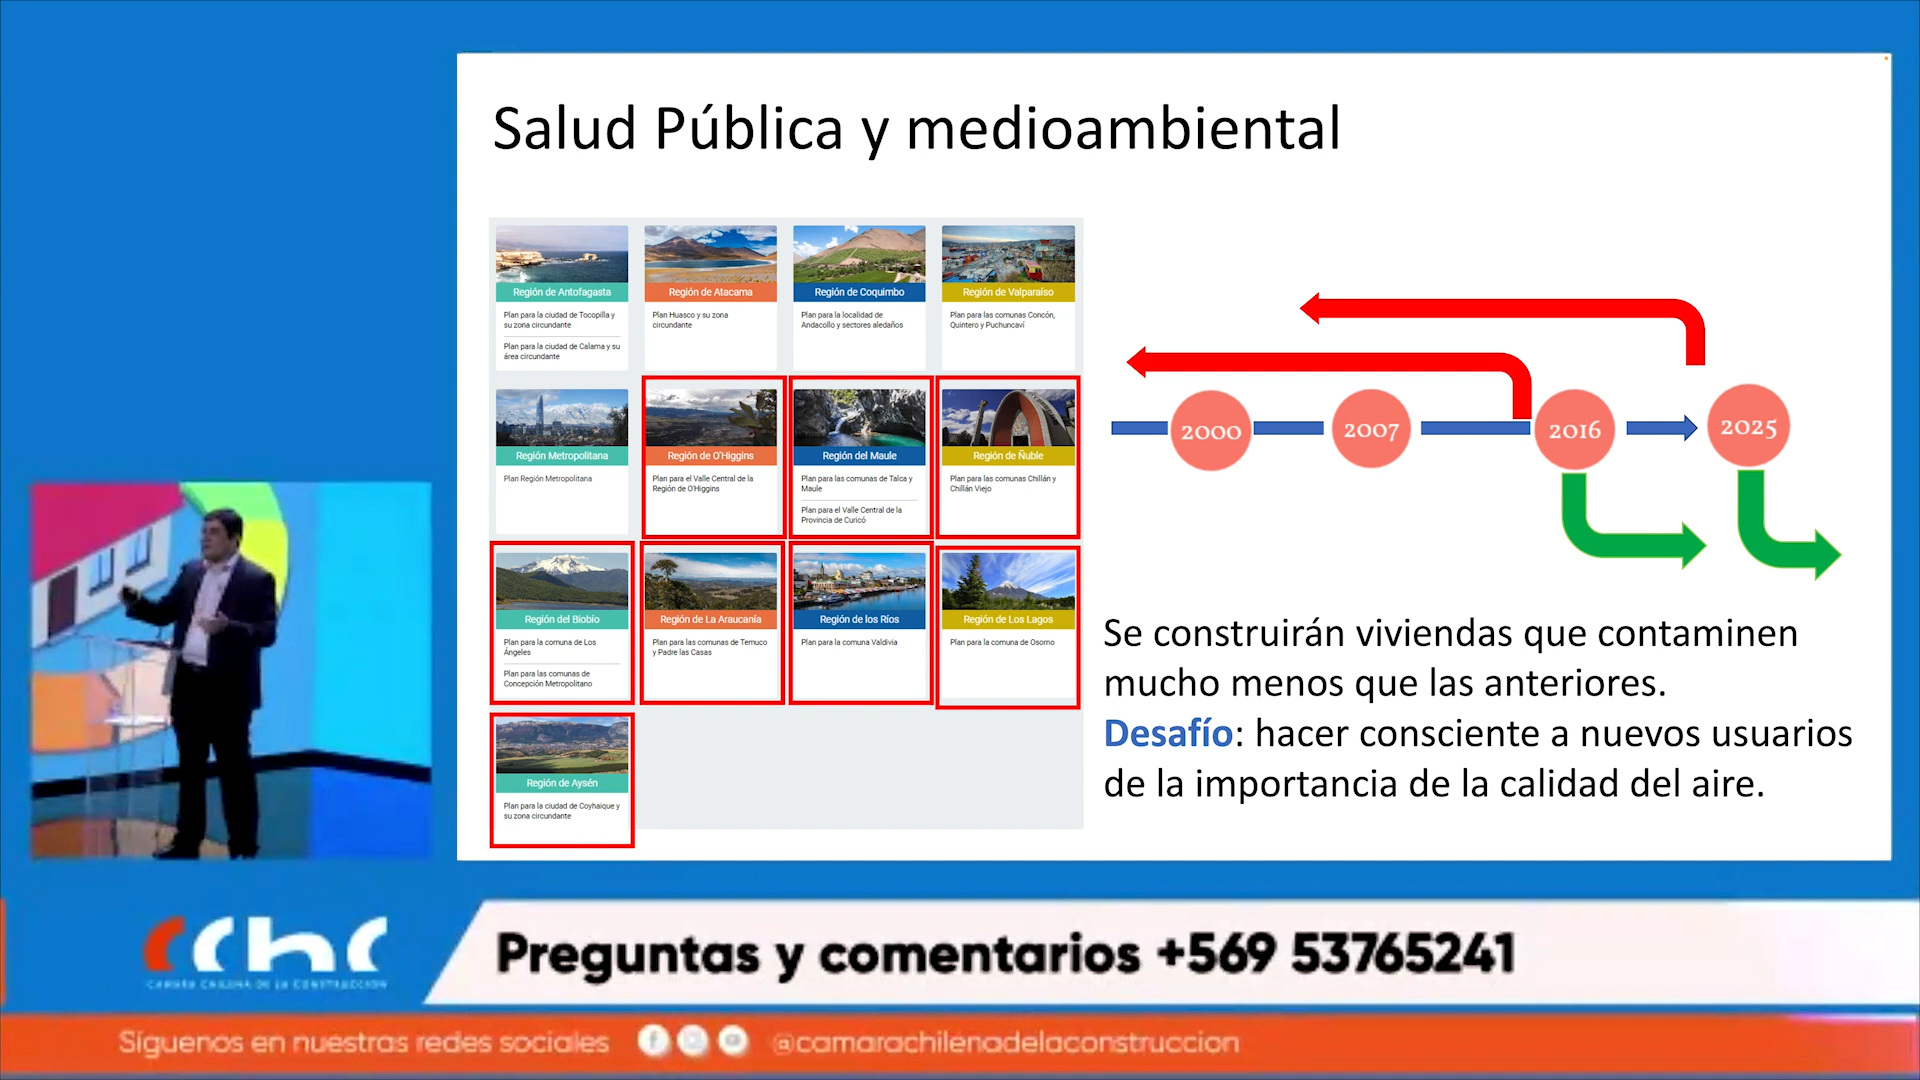 Salud Pública y medioambiental
Región de Antofagasta
Plan para la ciudad de Tocopilla y
su zona circundante
Plan para la ciudad de Calama y su
área circundante
Región de Atacama
Plan Huasco y su zona
circundante
Región de Coquimbo
Plan para la localidad de
Andacollo y sectores aledaños
Región de Valparaíso
Plan para las comunas Concón,
Quintero y Puchuncaví
Región Metropolitana
Plan Región Metropolitana
Región de O'Higgins
Plan para el Valle Central de la
Región de O'Higgins
Región del Maule
Plan para las comunas de Talca y
Maule
Plan para el Valle Central de la
Provincia de Curicó
Región de Ñuble
Plan para las comunas Chillán y
Chillán Viejo
Región del Biobío
Plan para la comuna de Los
Ángeles
Plan para las comunas de
Concepción Metropolitano
Región de La Araucanía
Plan para las comunas de Temuco
y Padre las Casas
Región de los Ríos
Plan para la comuna Valdivia
Región de Los Lagos
Plan para la comuna de Osorno
Región de Aysén
Plan para la ciudad de Coyhaique y
su zona circundante
2000
2007
2016
2025
Se construirán viviendas que contaminen
mucho menos que las anteriores.
Desafío: hacer consciente a nuevos usuarios
de la importancia de la calidad del aire.
cchc
CAMARA CHILENA DE LA CONSTRUCCION
Preguntas y comentarios +569 53765241
Síguenos en nuestras redes sociales
@camarachilenadelaconstruccion